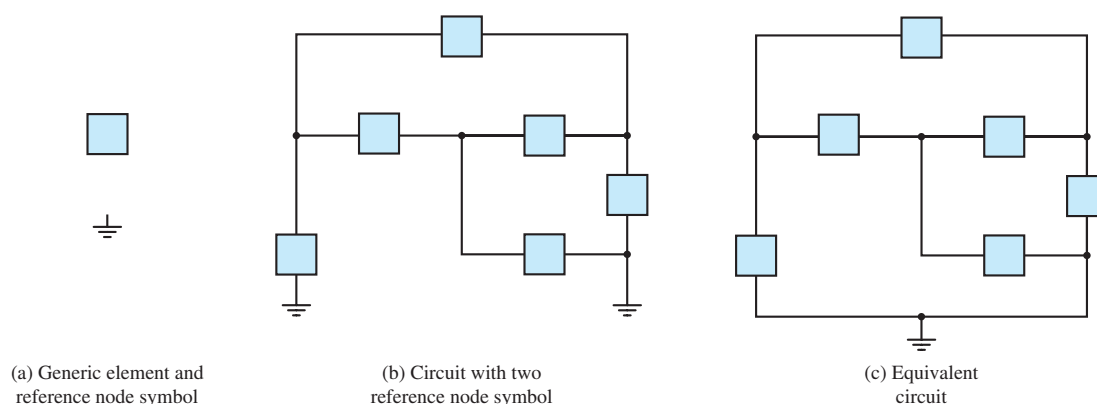 (a) Generic element and
reference node symbol
(b) Circuit with two
reference node symbol
(c) Equivalent
circuit